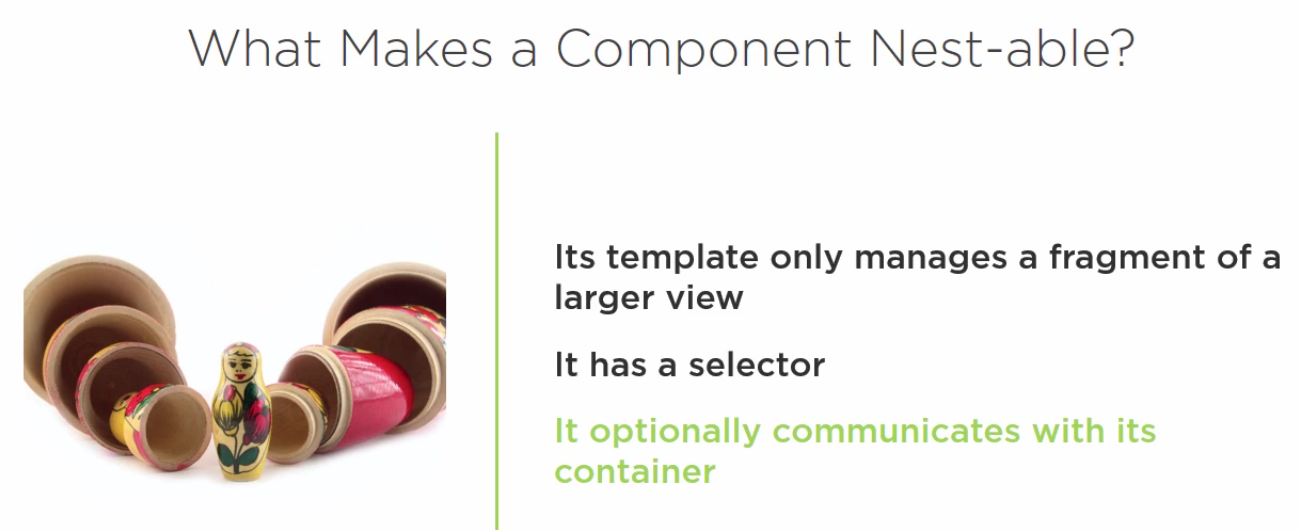 What Makes a Component Nest-able?
Its template only manages a fragment of a
larger view
It has a selector
It optionally communicates with its
container